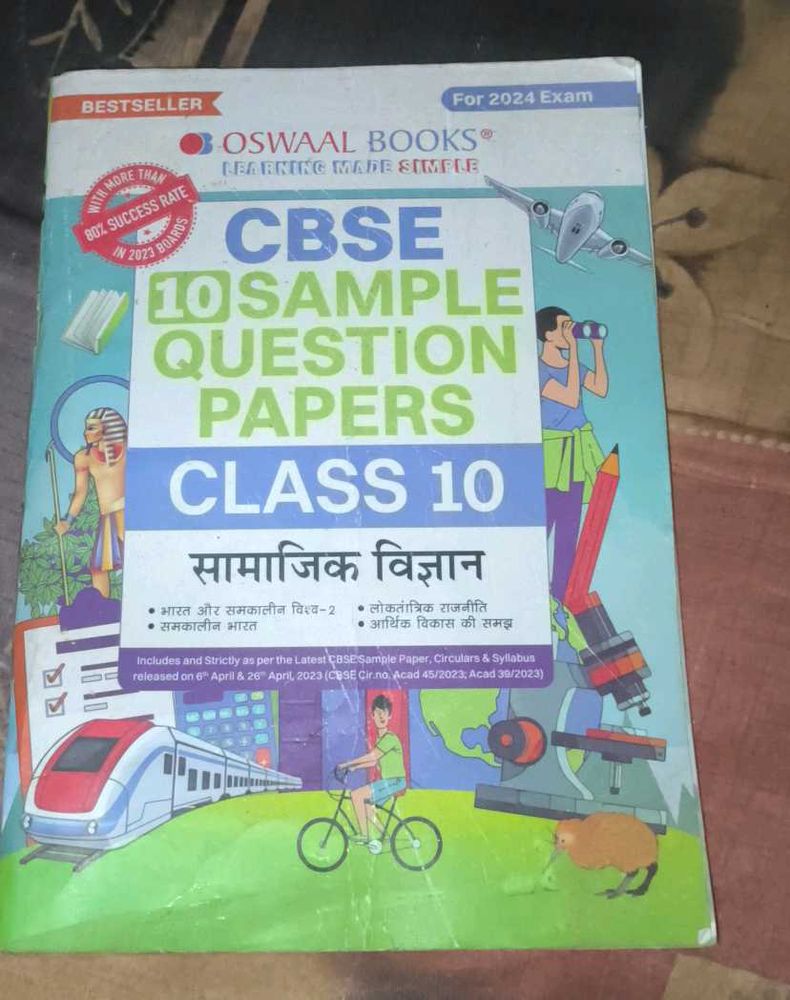 BESTSELLER
For 2024 Exam
OSWAAL BOOKS®
LEARNING MADE SIMPLE
WITH MORE THAN
80% SUCCESS RATE
IN 2023 BOARDS
CBSE
10 SAMPLE
QUESTION
PAPERS
CLASS 10
सामाजिक विज्ञान
• भारत और समकालीन विश्व-2 • लोकतांत्रिक राजनीति
• समकालीन भारत • आर्थिक विकास की समझ
Includes and Strictly as per the Latest CBSE Sample Paper, Circulars & Syllabus
released on 6th April & 26th April, 2023 (CBSE Cir.no. Acad 45/2023; Acad 39/2023)